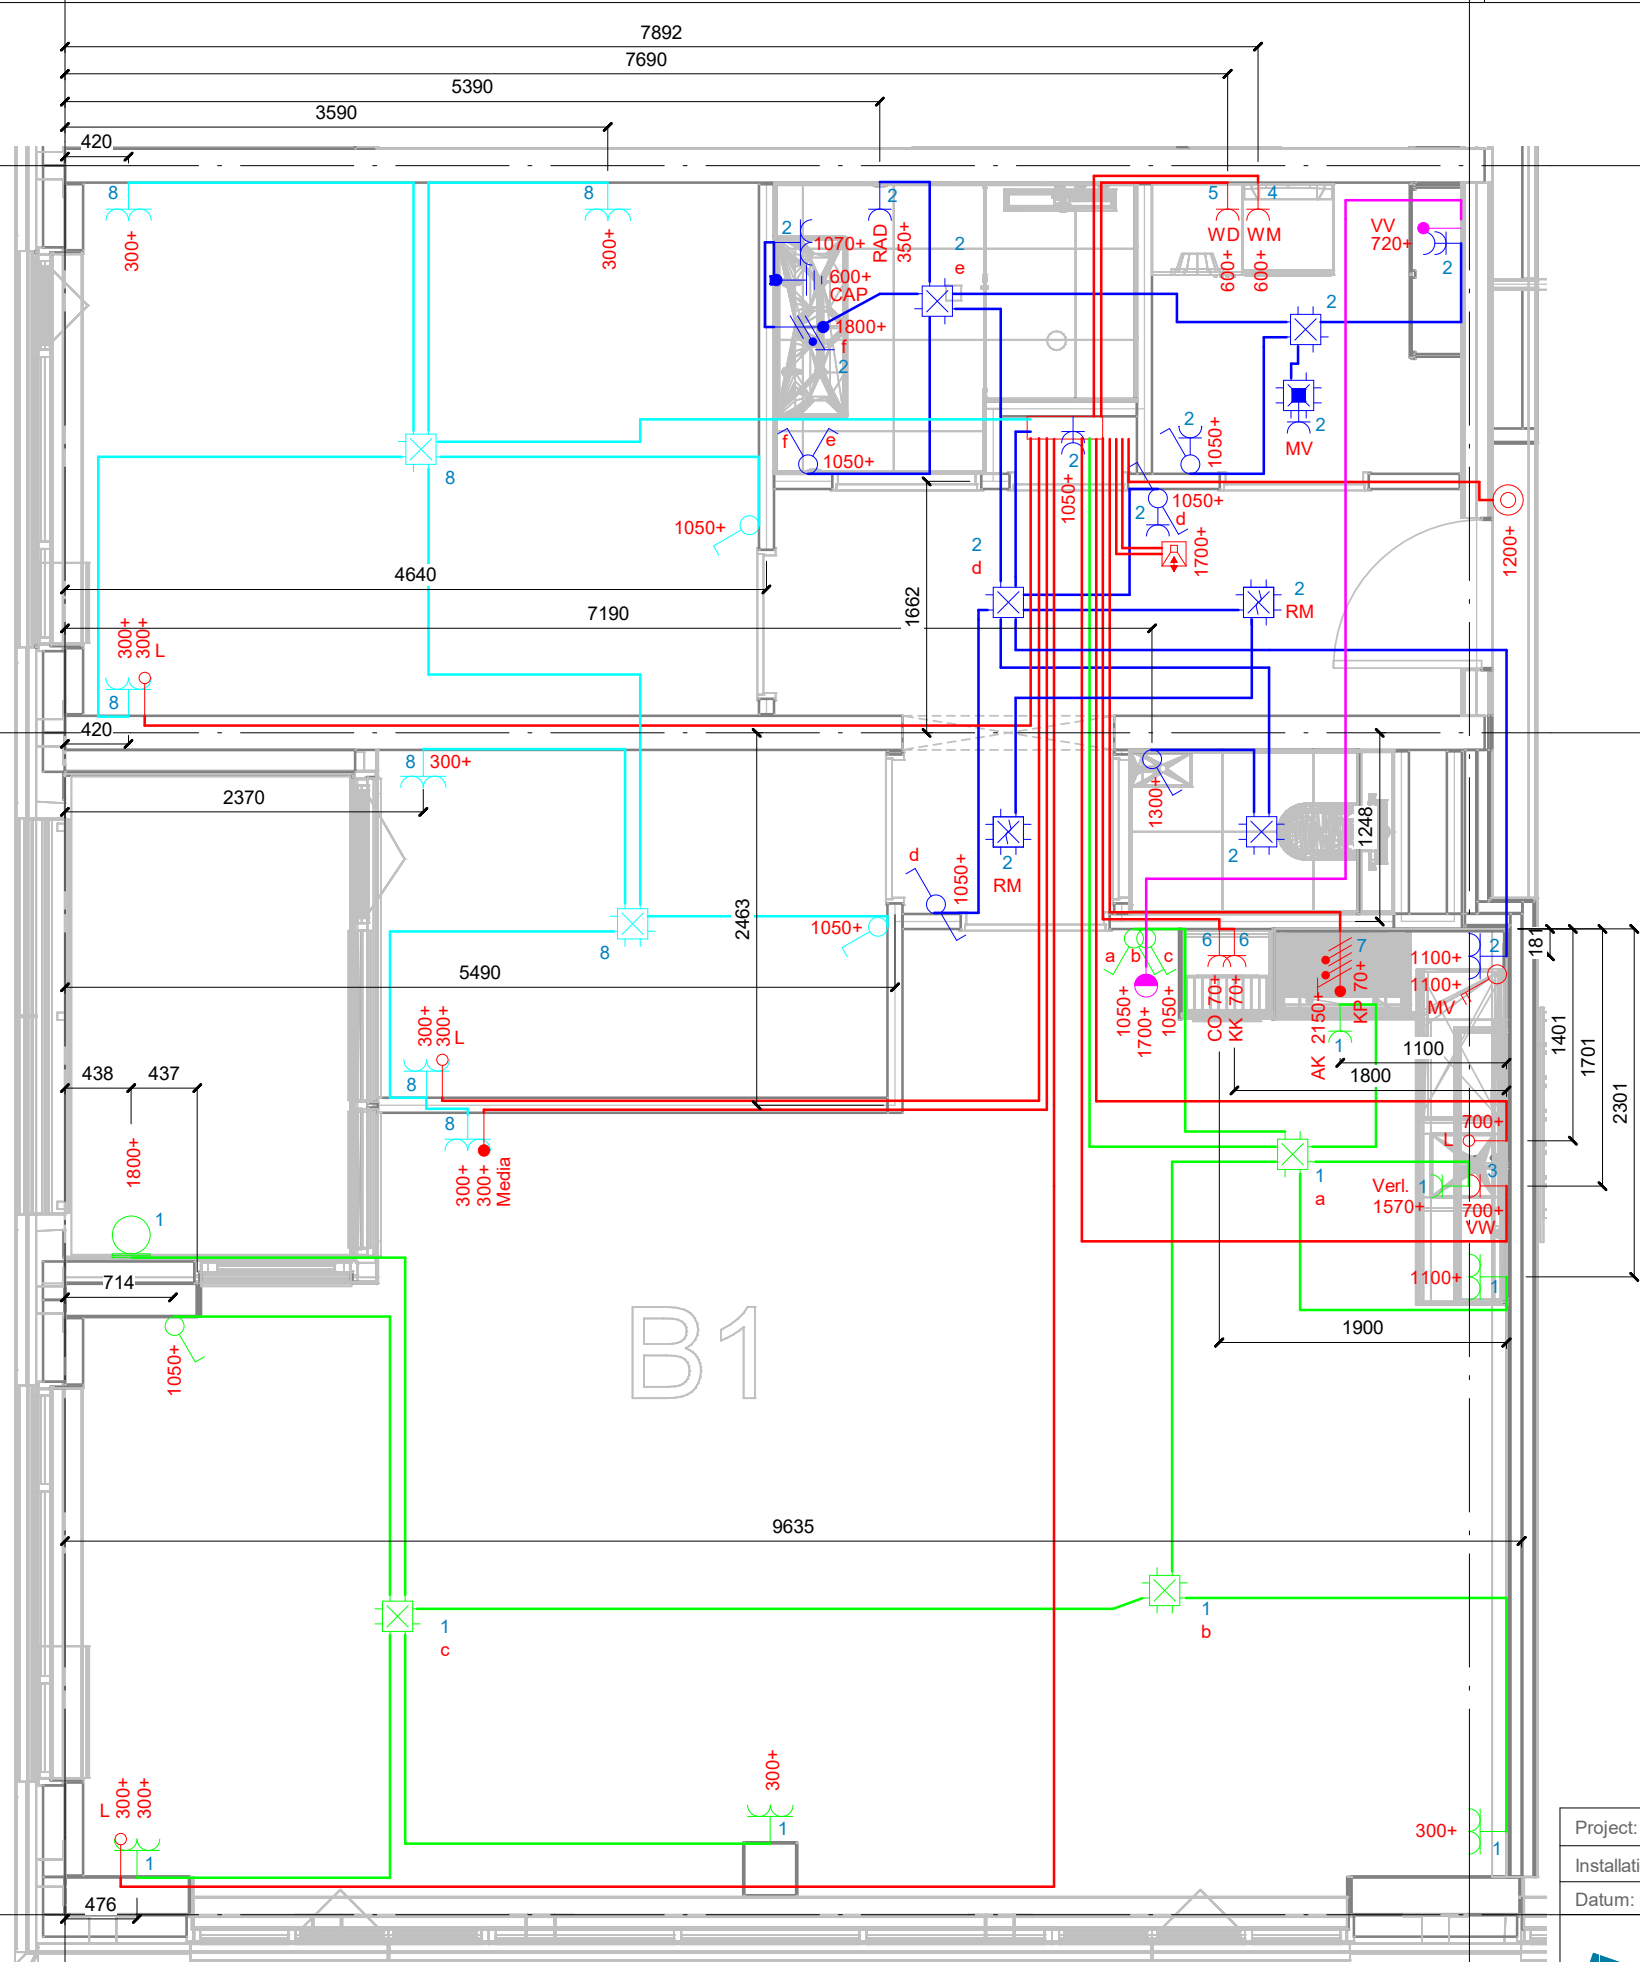 7892
7690
5390
3590
420
8
300+
8
300+
2
RAD
350+
2
1070+
600+
CAP
1800+
f
2
2
e
5
4
WD
WM
600+
600+
VV
720+
2
2
2
MV
f
e
1050+
2
1050+
2
1050+
8
1050+
2
1050+
d
1700+
1200+
4640
7190
1662
2
d
2
RM
300+
300+
L
8
420
8
300+
2370
1300+
2
1248
2
RM
d
1050+
1050+
8
2463
5490
a
b
c
1050+
1700+
1050+
6
6
CO 70+
KK 70+
7
AK 2150+
KP 70+
1
1100+
2
1100+
MV
181
1401
1701
2301
1100
1800
300+
300+
L
8
8
300+
300+
Media
438
437
1800+
1
714
1050+
700+
L
3
Verl.
1570+
1
700+
VW
1
a
1100+
1
1900
B1
9635
1
c
1
b
L
300+
300+
1
300+
1
300+
1
476
Project:
Installati
Datum: